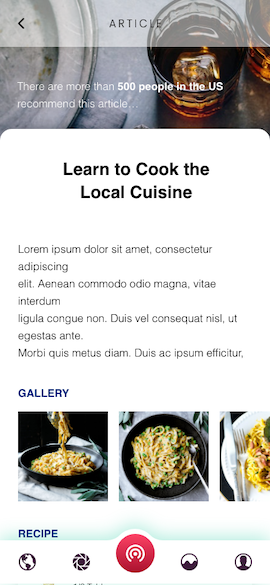 ARTICLE
There are more than 500 people in the US
recommend this article...
Learn to Cook the
Local Cuisine
Lorem ipsum dolor sit amet, consectetur
adipiscing
elit. Aenean commodo odio magna, vitae
interdum
ligula congue non. Duis vel consequat nisl, ut
egestas ante.
Morbi quis metus diam. Duis ac ipsum efficitur,
GALLERY
RECIPE